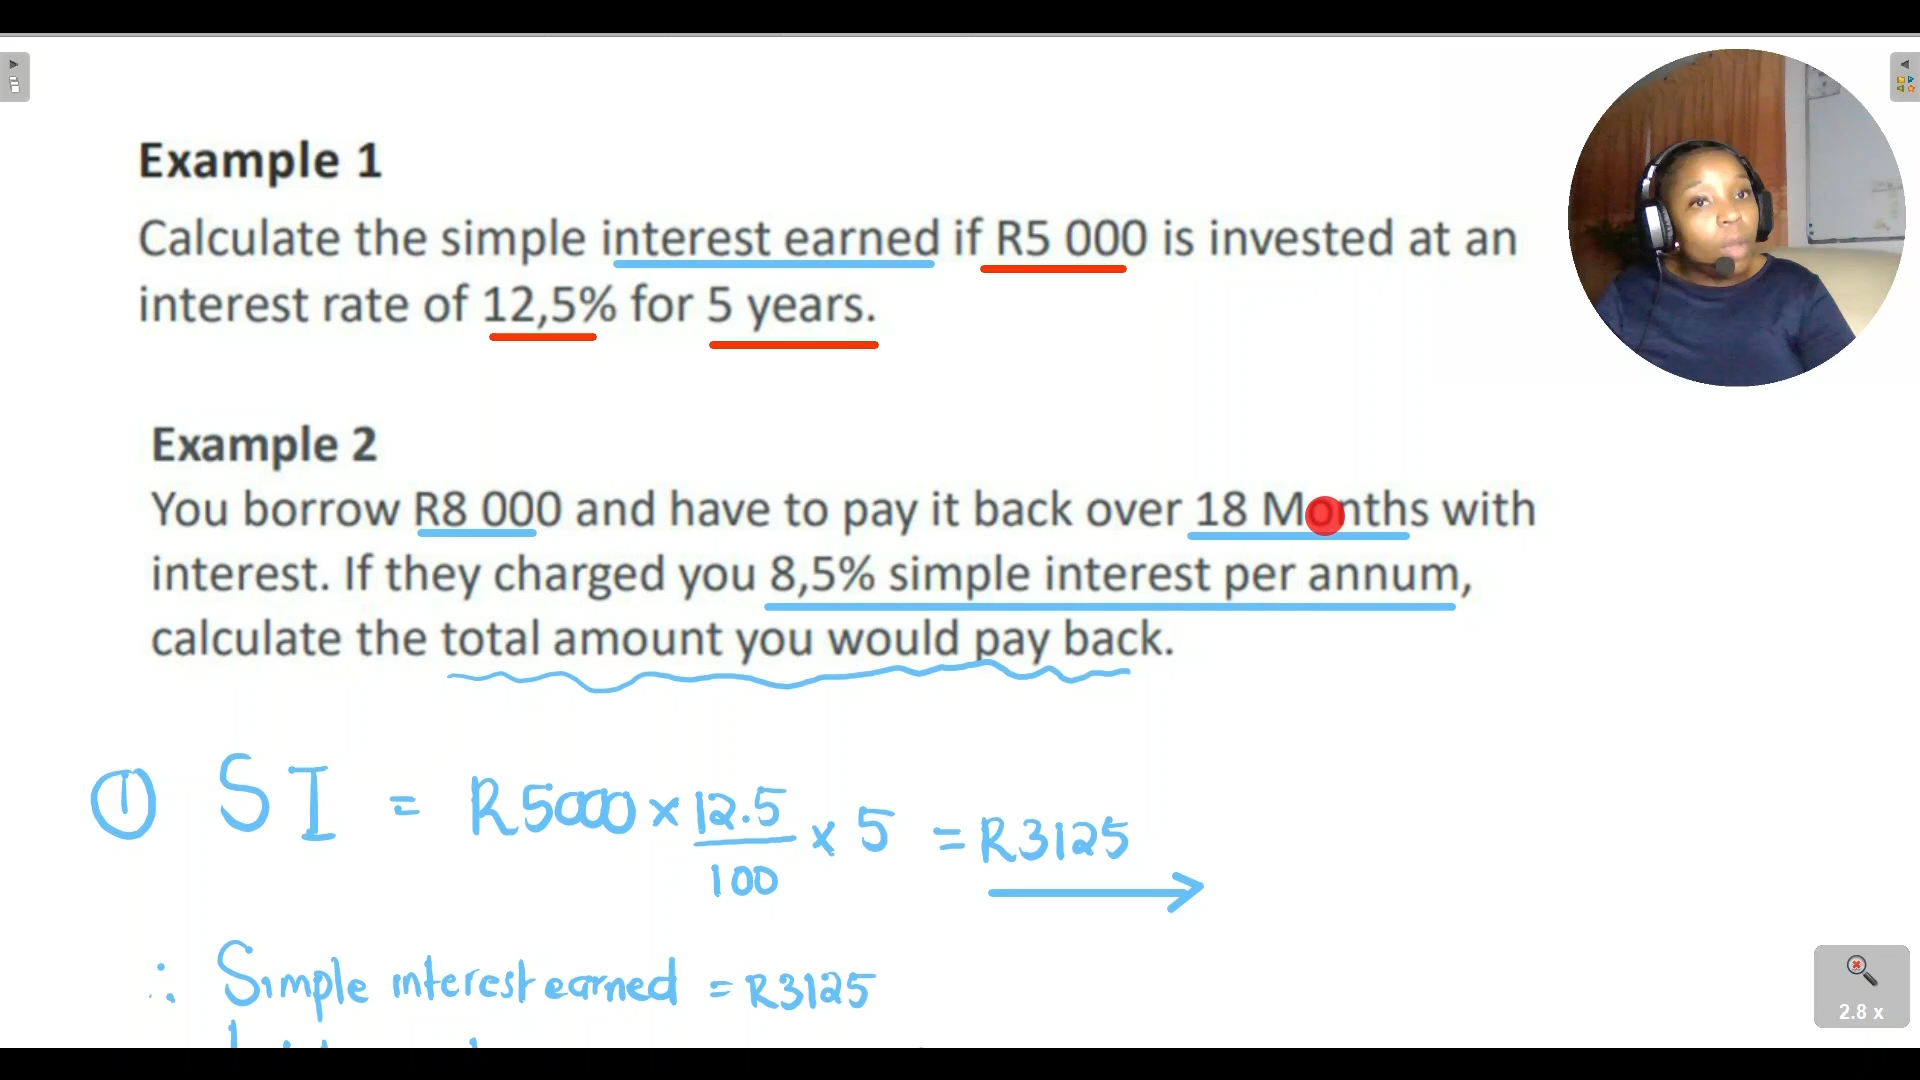 Example 1
Calculate the simple interest earned if R5 000 is invested at an
interest rate of 12,5% for 5 years.
Example 2
You borrow R8 000 and have to pay it back over 18 Months with
interest. If they charged you 8,5% simple interest per annum,
calculate the total amount you would pay back.
① SI = R5000 × 12.5/100 × 5 = R3125
∴ Simple interest earned = R3125
2.8 x